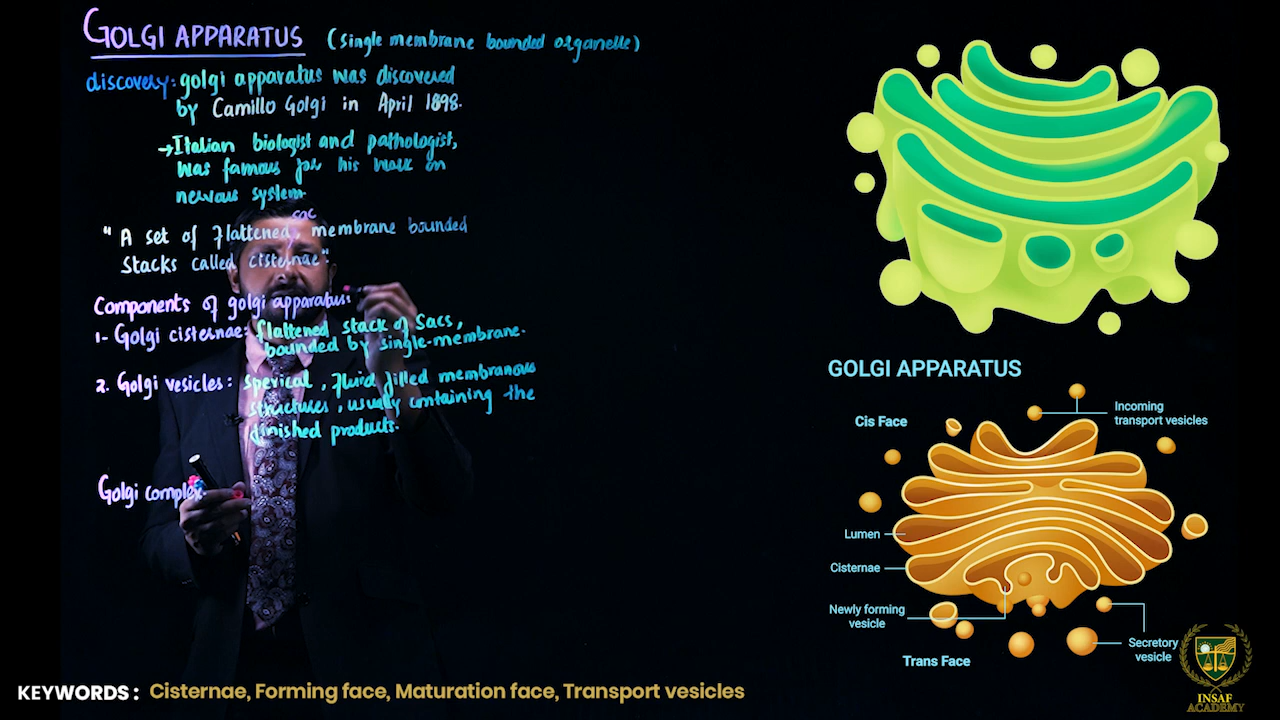 GOLGI APPARATUS (single membrane bounded organelle)
discovery: golgi apparatus was discovered
by Camillo Golgi in April 1898.
→ Italian biologist and pathologist,
was famous for his work on
nervous system.
sac
" A set of flattened, membrane bounded
Stacks called cisternae".
Components of golgi apparatus:
1- Golgi cisternae: flattened stack of Sacs,
bounded by single-membrane.
2. Golgi vesicles: sperical, fluid filled membranous
structures, usually containing the
finished products.
Golgi complex
GOLGI APPARATUS
Cis Face
Incoming
transport vesicles
Lumen
Cisternae
Newly forming
vesicle
Secretory
vesicle
Trans Face
INSAF
ACADEMY
KEYWORDS: Cisternae, Forming face, Maturation face, Transport vesicles